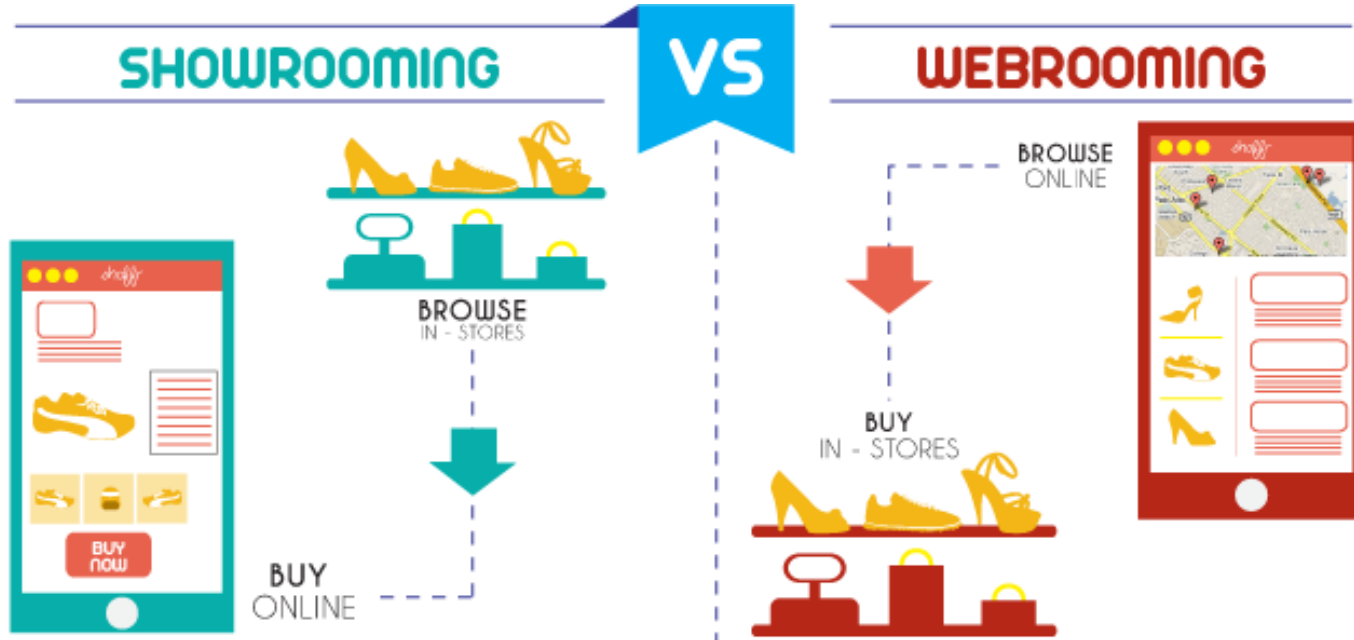 SHOWROOMING
VS
WEBROOMING
BROWSE
IN - STORES
BUY
NOW
BUY
ONLINE
BROWSE
ONLINE
BUY
IN - STORES